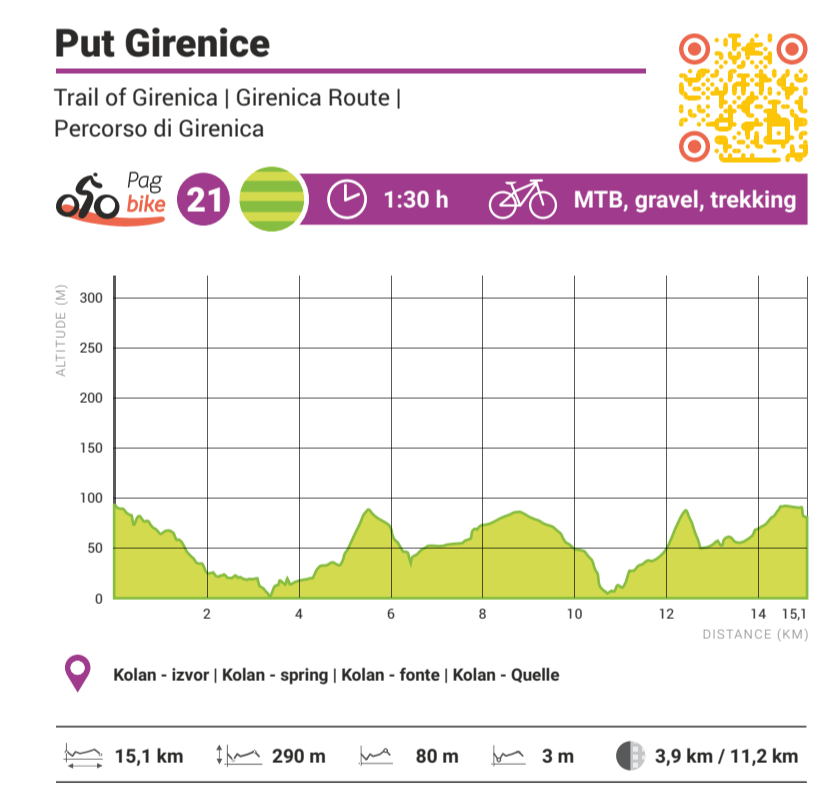 Put Girenice
Trail of Girenica | Girenica Route |
Percorso di Girenica
Pag
bike
21
1:30 h
MTB, gravel, trekking
ALTITUDE (M)
300
250
200
150
100
50
0
2 4 6 8 10 12 14 15,1
DISTANCE (KM)
Kolan - izvor | Kolan - spring | Kolan - fonte | Kolan - Quelle
15,1 km 290 m 80 m 3 m 3,9 km / 11,2 km